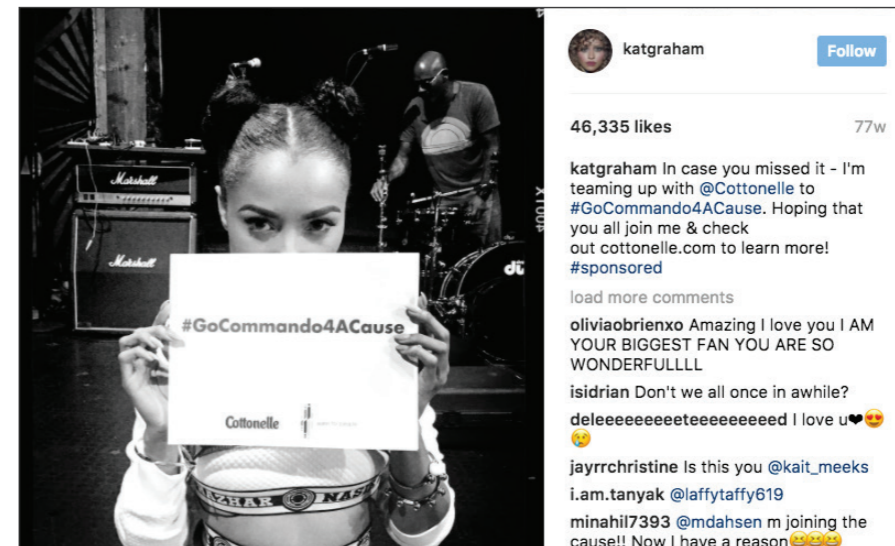 katgraham
Follow
46,335 likes
77w
katgraham In case you missed it - I'm
teaming up with @Cottonelle to
#GoCommando4ACause. Hoping that
you all join me & check
out cottonelle.com to learn more!
#sponsored
load more comments
oliviaobrienxo Amazing I love you I AM
YOUR BIGGEST FAN YOU ARE SO
WONDERFULLLL
isidrian Don't we all once in awhile?
deleeeeeeeeeteeeeeeeeed I love u❤😍
😢
jayrrchristine Is this you @kait_meeks
i.am.tanyak @laffytaffy619
minahil7393 @mdahsen m joining the
cause!! Now I have a reason😆😆😆
Marshall
Marshall
#GoCommando4ACause
Cottonelle
AZHAR
NAS
du